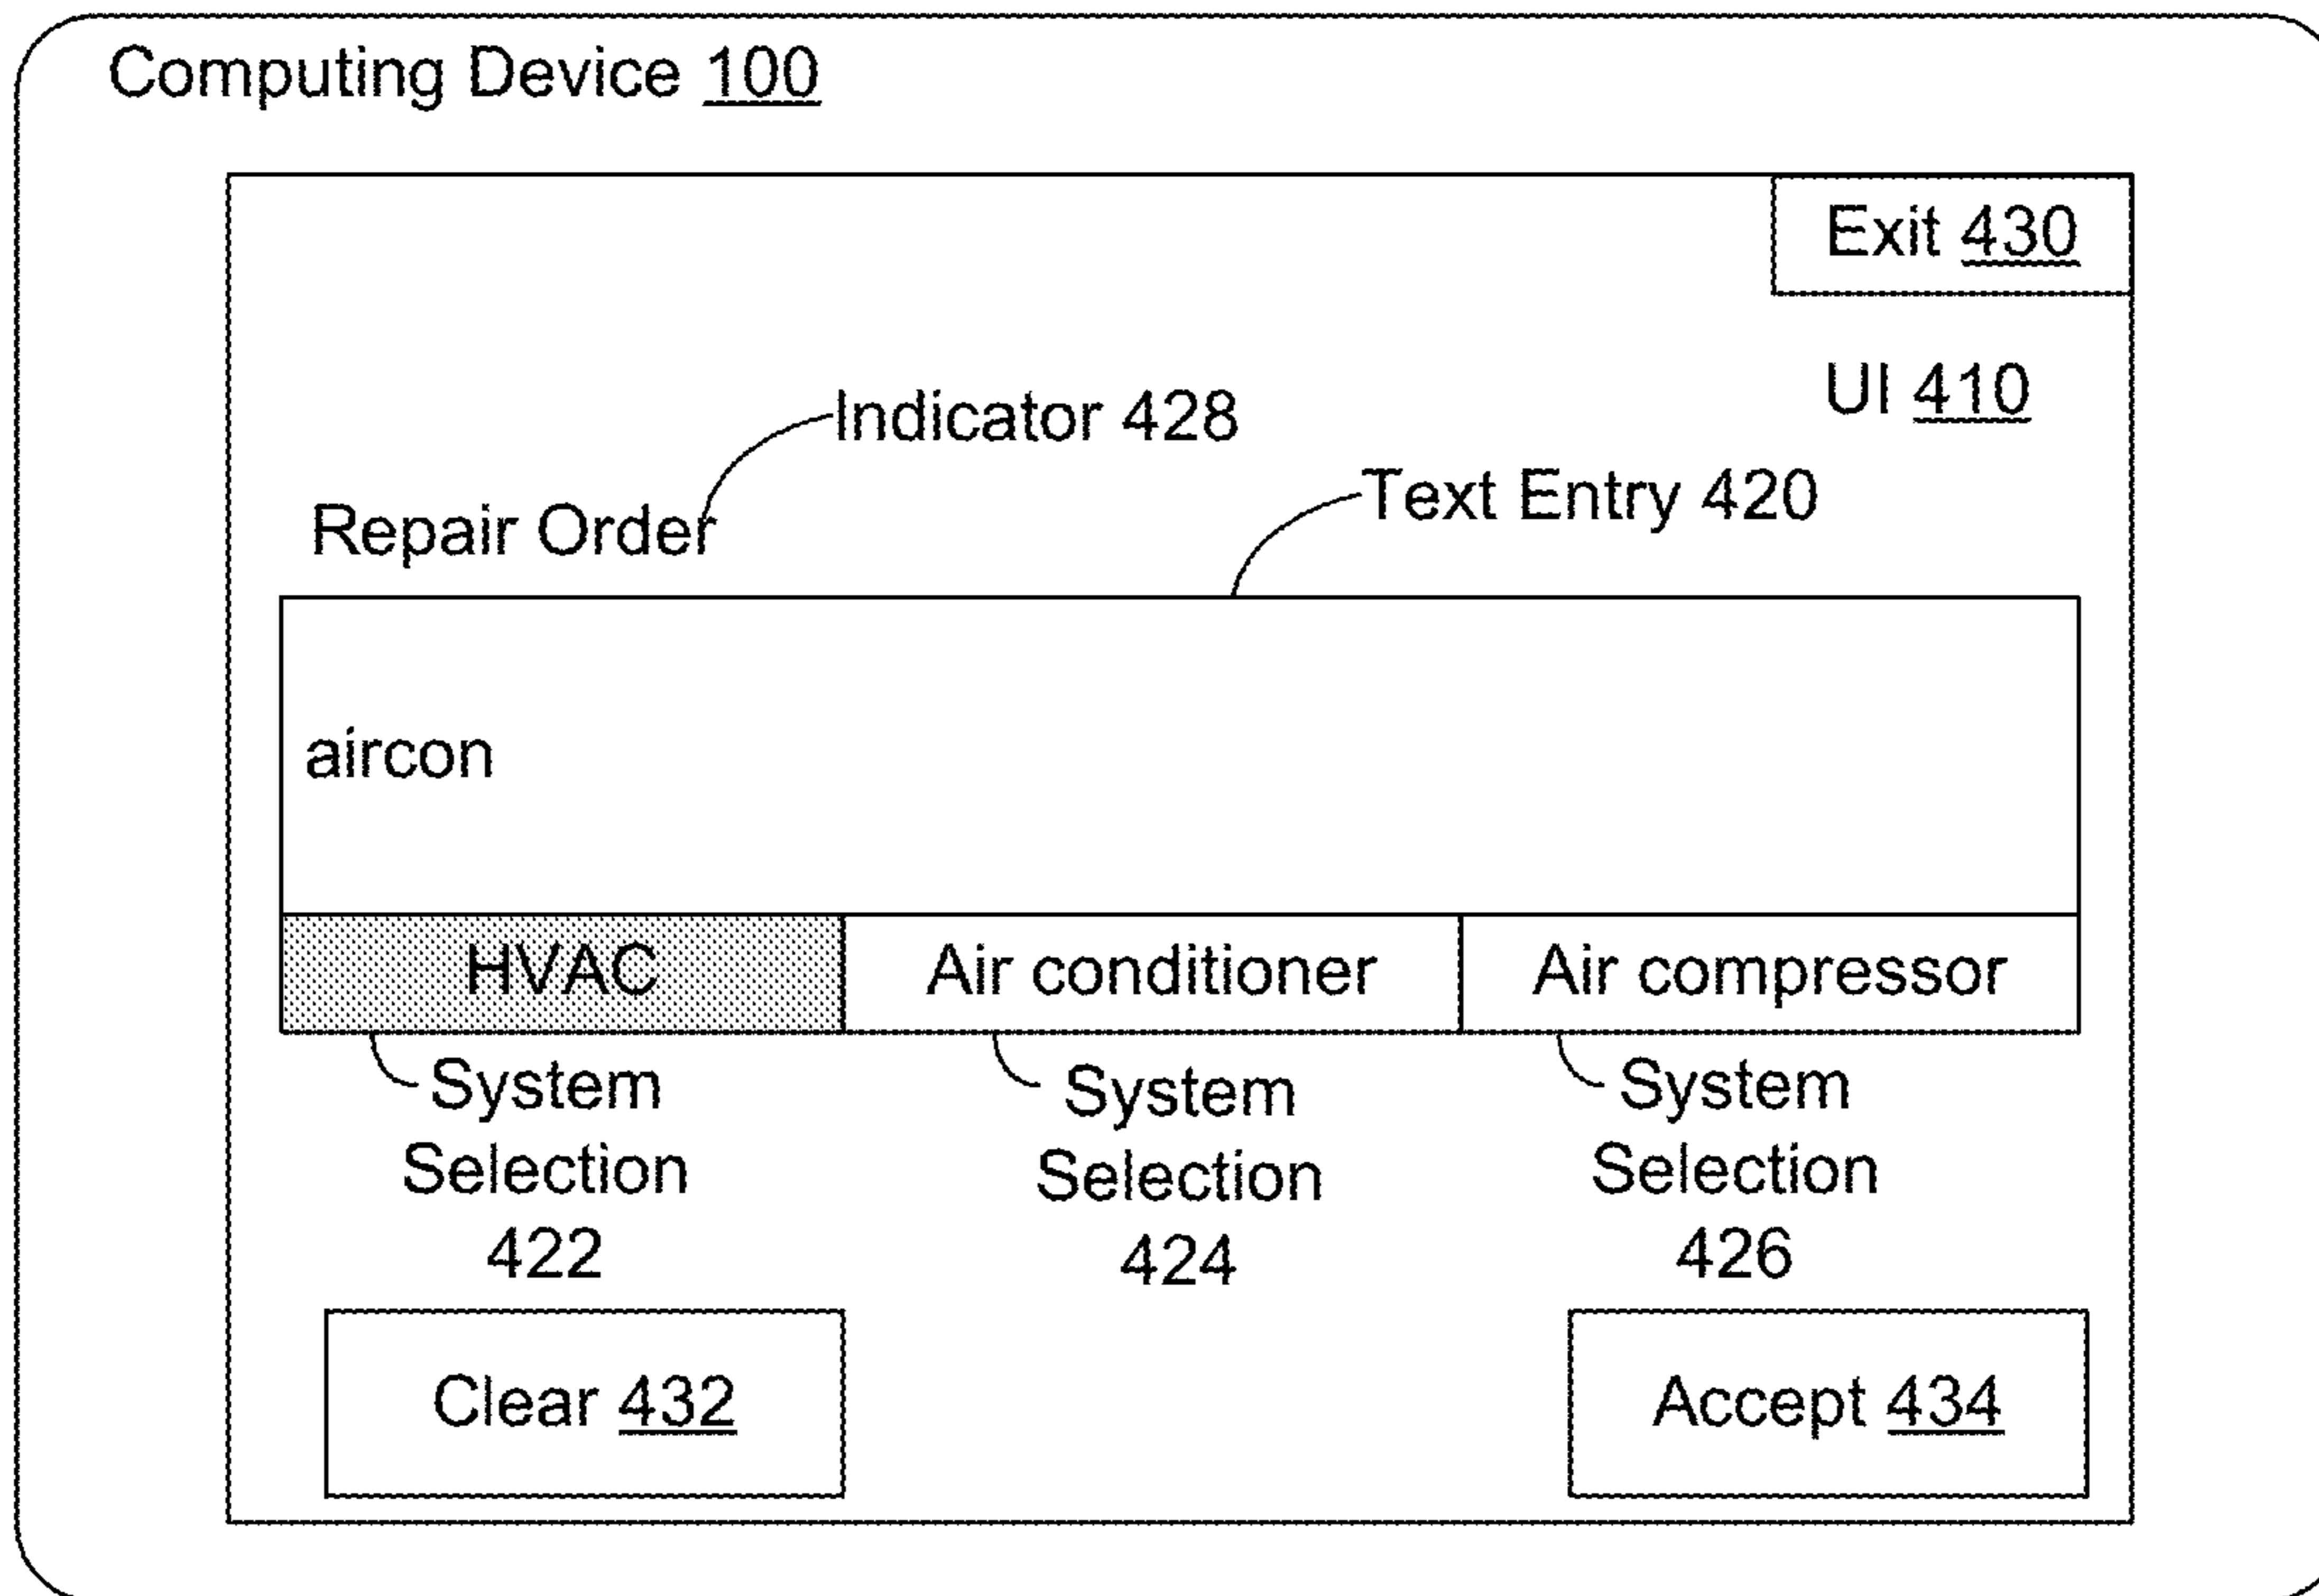 Computing Device 100
Exit 430
UI 410
Indicator 428
Text Entry 420
Repair Order
aircon
HVAC
Air conditioner
Air compressor
System
Selection
422
System
Selection
424
System
Selection
426
Clear 432
Accept 434